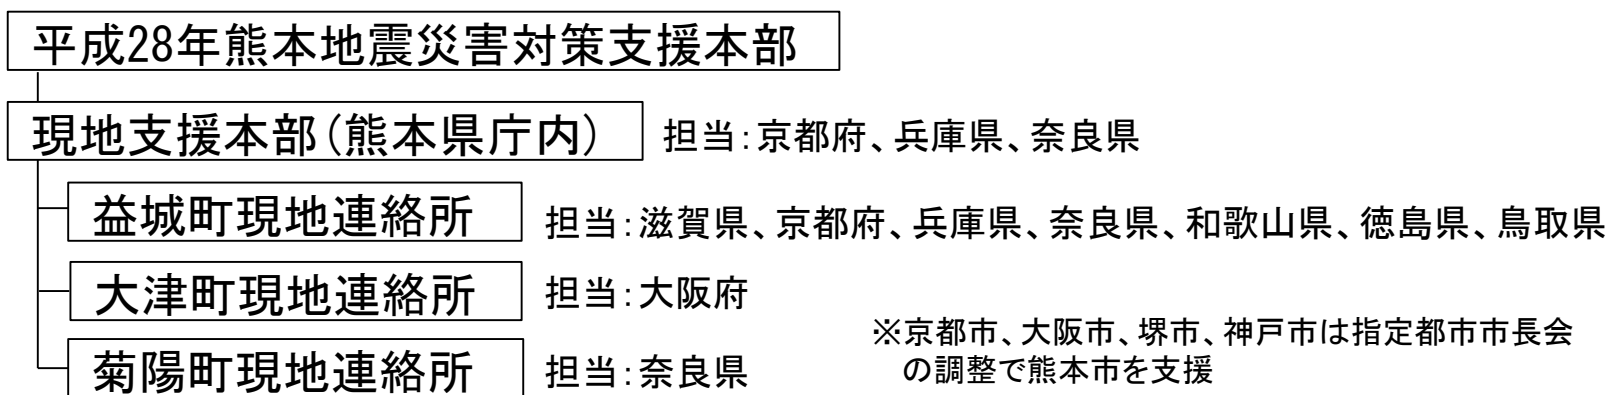 平成28年熊本地震災害対策支援本部
現地支援本部(熊本県庁内) 担当:京都府、兵庫県、奈良県
益城町現地連絡所 担当:滋賀県、京都府、兵庫県、奈良県、和歌山県、徳島県、鳥取県
大津町現地連絡所 担当:大阪府
※京都市、大阪市、堺市、神戸市は指定都市市長会
の調整で熊本市を支援
菊陽町現地連絡所 担当:奈良県